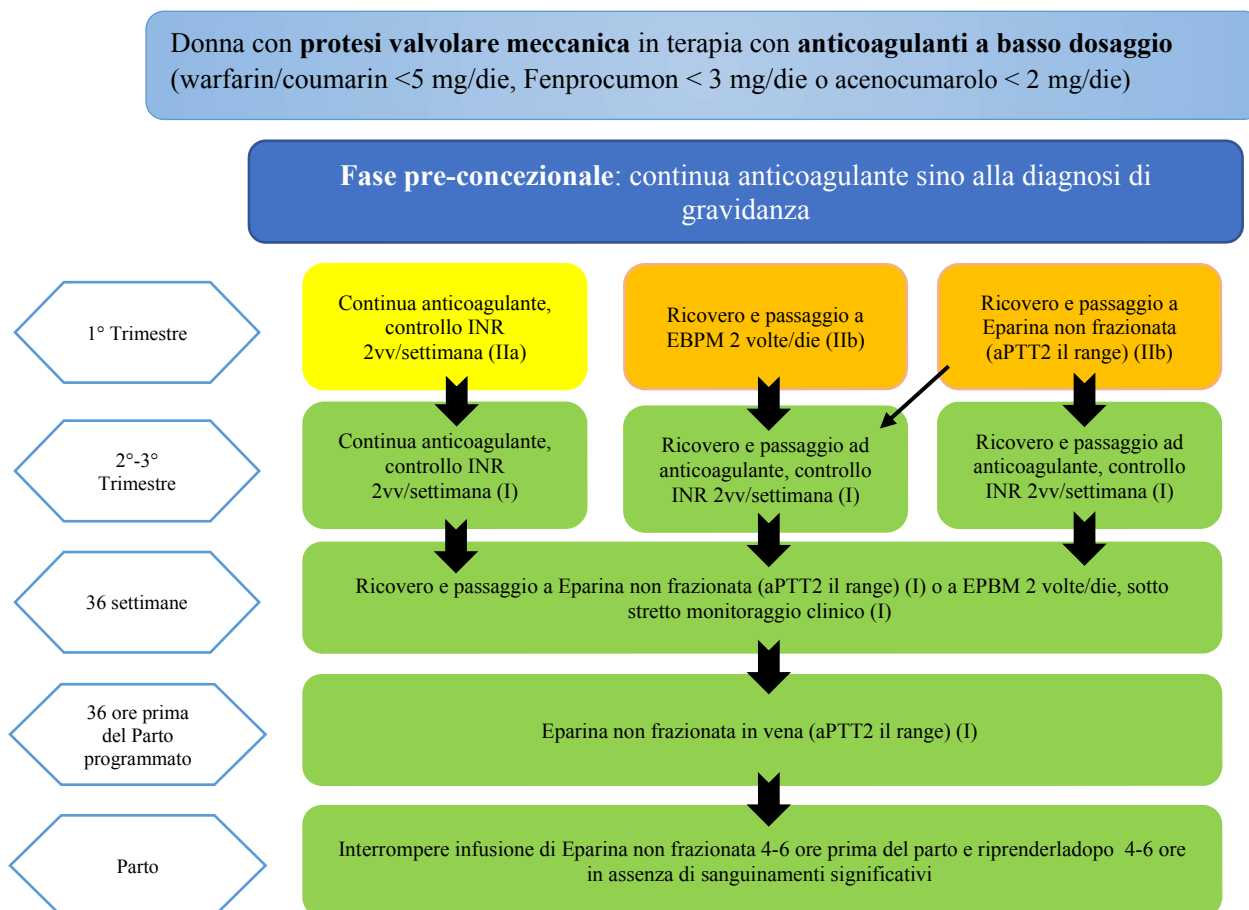 Donna con protesi valvolare meccanica in terapia con anticoagulanti a basso dosaggio
(warfarin/coumarin <5 mg/die, Fenprocumon < 3 mg/die o acenocumarolo < 2 mg/die)
Fase pre-concezionale: continua anticoagulante sino alla diagnosi di
gravidanza
1° Trimestre
Continua anticoagulante,
controllo INR
2vv/settimana (IIa)
Ricovero e passaggio a
EBPM 2 volte/die (IIb)
Ricovero e passaggio a
Eparina non frazionata
(aPTT2 il range) (IIb)
2°-3°
Trimestre
Continua anticoagulante,
controllo INR
2vv/settimana (I)
Ricovero e passaggio ad
anticoagulante, controllo
INR 2vv/settimana (I)
Ricovero e passaggio ad
anticoagulante, controllo
INR 2vv/settimana (I)
36 settimane
Ricovero e passaggio a Eparina non frazionata (aPTT2 il range) (I) o a EPBM 2 volte/die, sotto
stretto monitoraggio clinico (I)
36 ore prima
del Parto
programmato
Eparina non frazionata in vena (aPTT2 il range) (I)
Parto
Interrompere infusione di Eparina non frazionata 4-6 ore prima del parto e riprenderladopo 4-6 ore
in assenza di sanguinamenti significativi